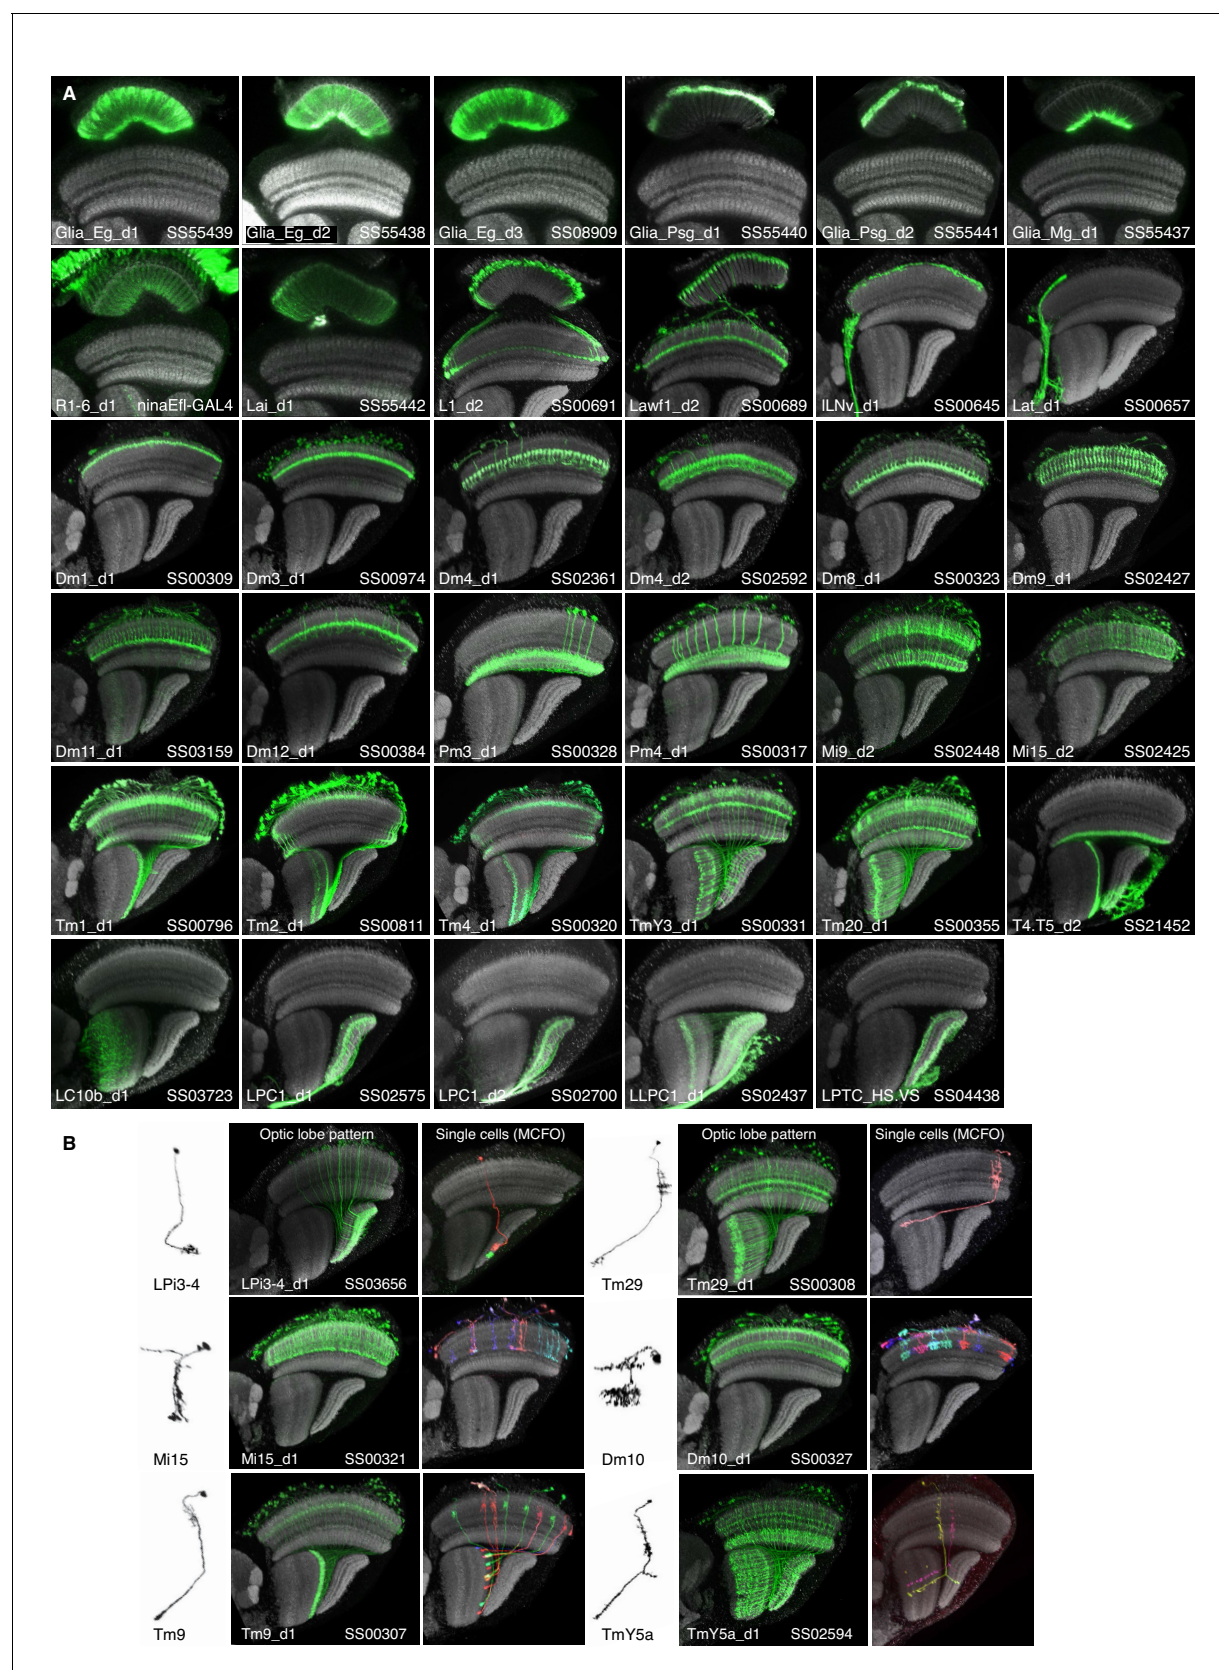 A
Glia_Eg_d1 SS55439
Glia_Eg_d2 SS55438
Glia_Eg_d3 SS08909
Glia_Psg_d1 SS55440
Glia_Psg_d2 SS55441
Glia_Mg_d1 SS55437
R1-6_d1 ninaEfl-GAL4
Lai_d1 SS55442
L1_d2 SS00691
Lawf1_d2 SS00689
lLNv_d1 SS00645
Lat_d1 SS00657
Dm1_d1 SS00309
Dm3_d1 SS00974
Dm4_d1 SS02361
Dm4_d2 SS02592
Dm8_d1 SS00323
Dm9_d1 SS02427
Dm11_d1 SS03159
Dm12_d1 SS00384
Pm3_d1 SS00328
Pm4_d1 SS00317
Mi9_d2 SS02448
Mi15_d2 SS02425
Tm1_d1 SS00796
Tm2_d1 SS00811
Tm4_d1 SS00320
TmY3_d1 SS00331
Tm20_d1 SS00355
T4.T5_d2 SS21452
LC10b_d1 SS03723
LPC1_d1 SS02575
LPC1_d2 SS02700
LLPC1_d1 SS02437
LPTC_HS.VS SS04438
B
Optic lobe pattern
Single cells (MCFO)
Optic lobe pattern
Single cells (MCFO)
LPi3-4
LPi3-4_d1 SS03656
Tm29
Tm29_d1 SS00308
Mi15
Mi15_d1 SS00321
Dm10
Dm10_d1 SS00327
Tm9
Tm9_d1 SS00307
TmY5a
TmY5a_d1 SS02594